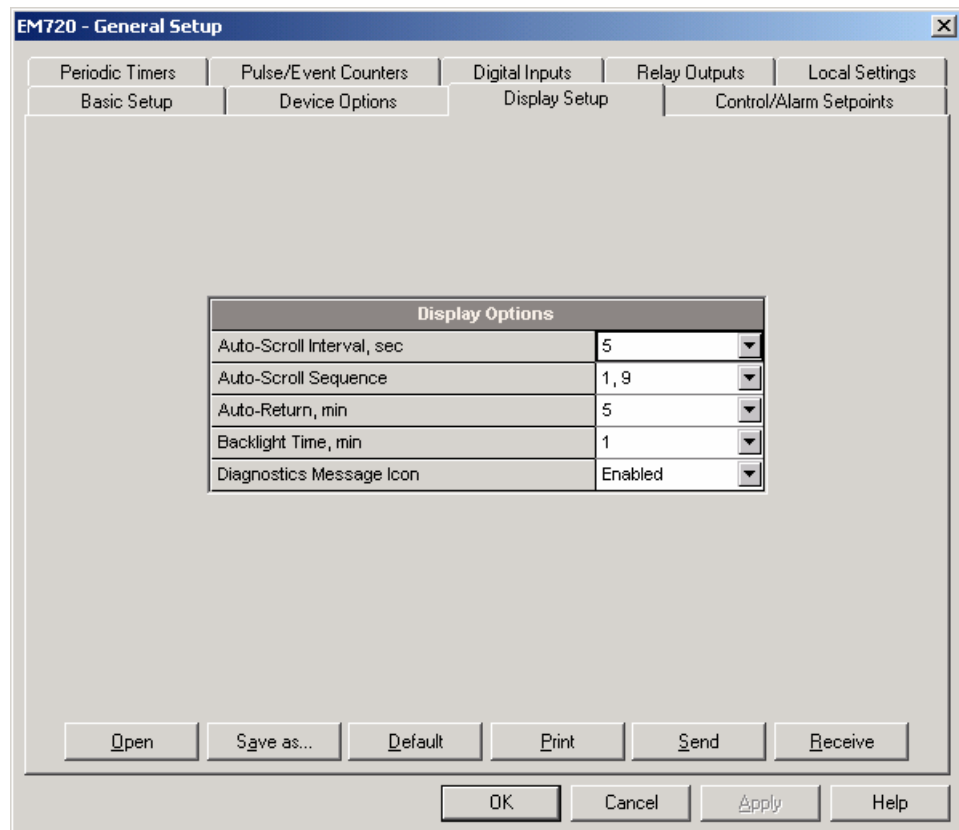 EM720 - General Setup
Periodic Timers Pulse/Event Counters Digital Inputs Relay Outputs Local Settings
Basic Setup Device Options Display Setup Control/Alarm Setpoints
Display Options
Auto-Scroll Interval, sec 5
Auto-Scroll Sequence 1, 9
Auto-Return, min 5
Backlight Time, min 1
Diagnostics Message Icon Enabled
Open Save as... Default Print Send Receive
OK Cancel Apply Help